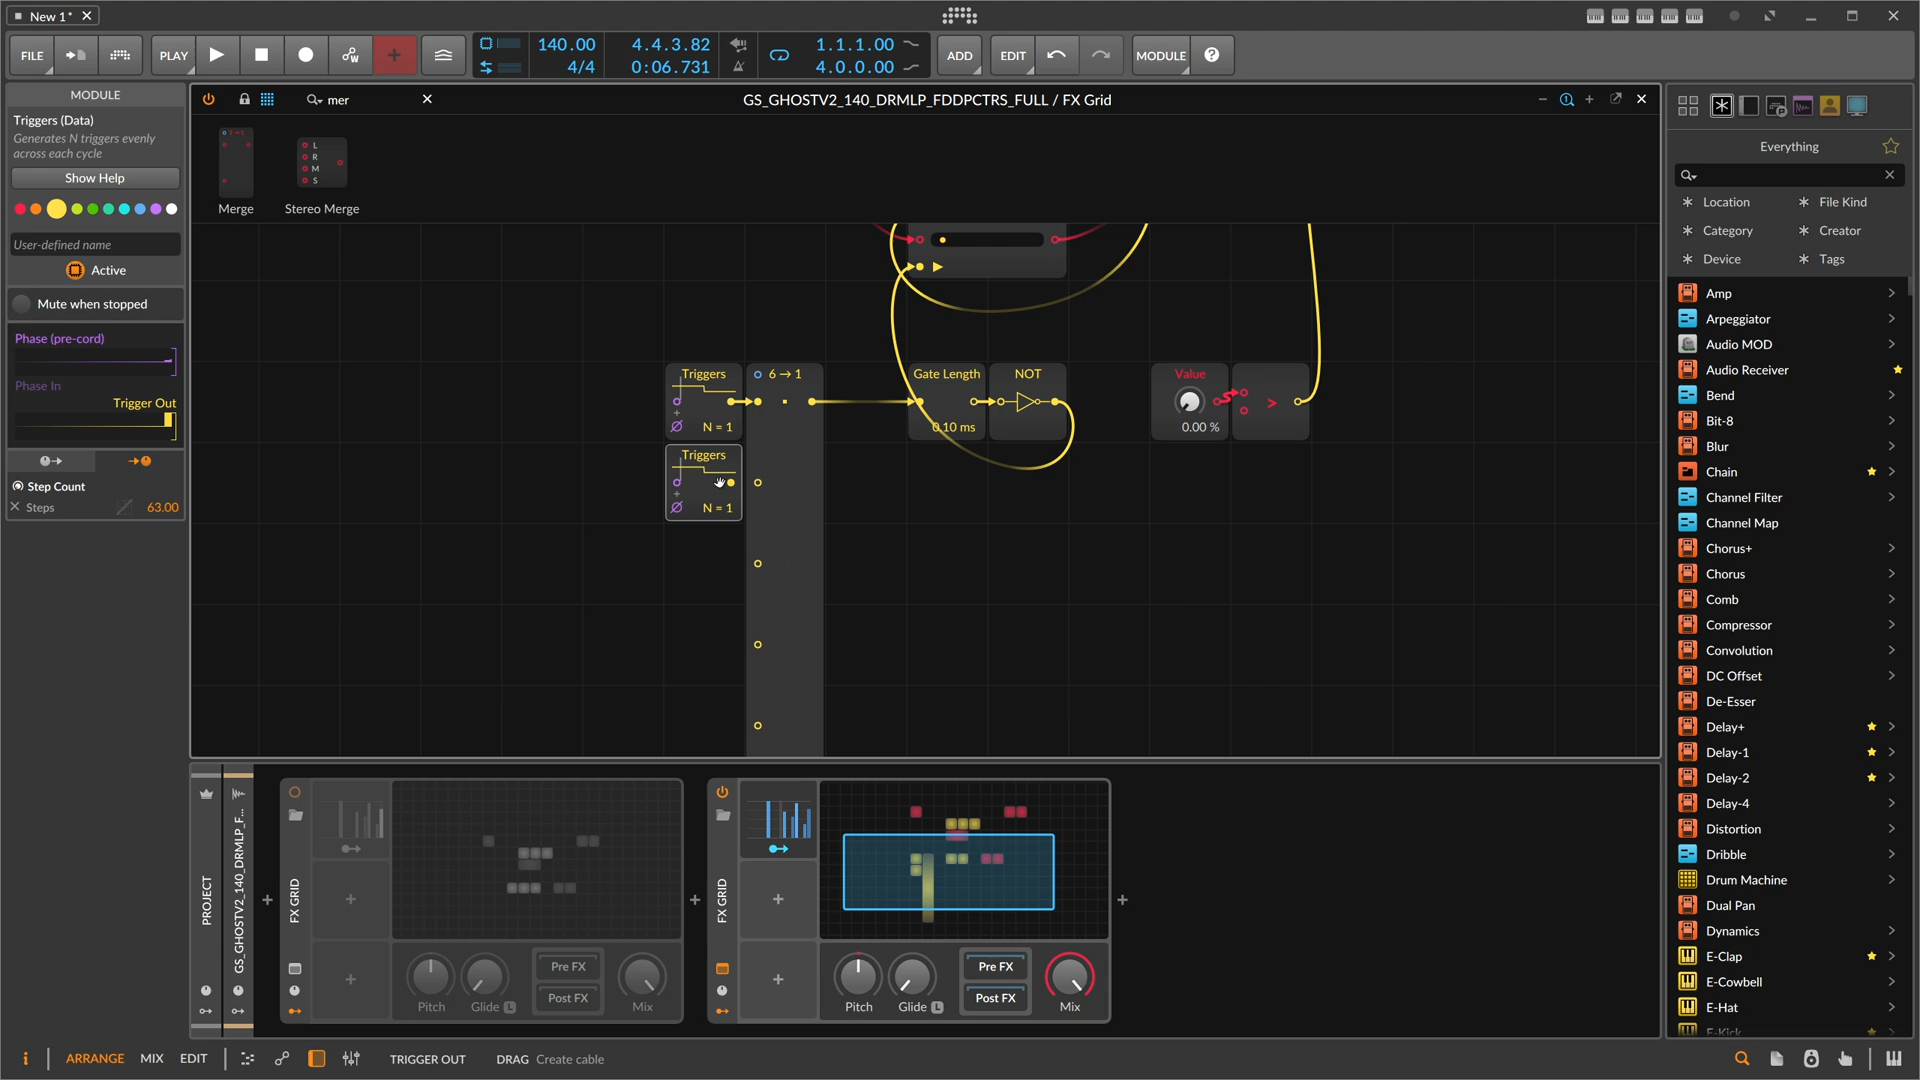 New 1*
FILE
PLAY
140.00
4/4
4.4.3.82
0:06.731
1.1.1.00
4.0.0.00
ADD
EDIT
MODULE
?
MODULE
Triggers (Data)
Generates N triggers evenly
across each cycle
Show Help
User-defined name
Active
Mute when stopped
Phase (pre-cord)
Phase In
Trigger Out
Step Count
Steps
63.00
mer
GS_GHOSTV2_140_DRMLP_FDDPCTRS_FULL / FX Grid
L
R
M
S
Merge
Stereo Merge
Triggers
N = 1
6 → 1
Gate Length
0.10 ms
NOT
Value
0.00 %
>
Triggers
N = 1
PROJECT
GS_GHOSTV2_140_DRMLP_F...
FX GRID
Pitch
Glide
L
Pre FX
Post FX
Mix
FX GRID
Pitch
Glide
L
Pre FX
Post FX
Mix
Everything
Location
File Kind
Category
Creator
Device
Tags
Amp
Arpeggiator
Audio MOD
Audio Receiver
Bend
Bit-8
Blur
Chain
Channel Filter
Channel Map
Chorus+
Chorus
Comb
Compressor
Convolution
DC Offset
De-Esser
Delay+
Delay-1
Delay-2
Delay-4
Distortion
Dribble
Drum Machine
Dual Pan
Dynamics
E-Clap
E-Cowbell
E-Hat
E-Kick
i
ARRANGE
MIX
EDIT
TRIGGER OUT
DRAG Create cable